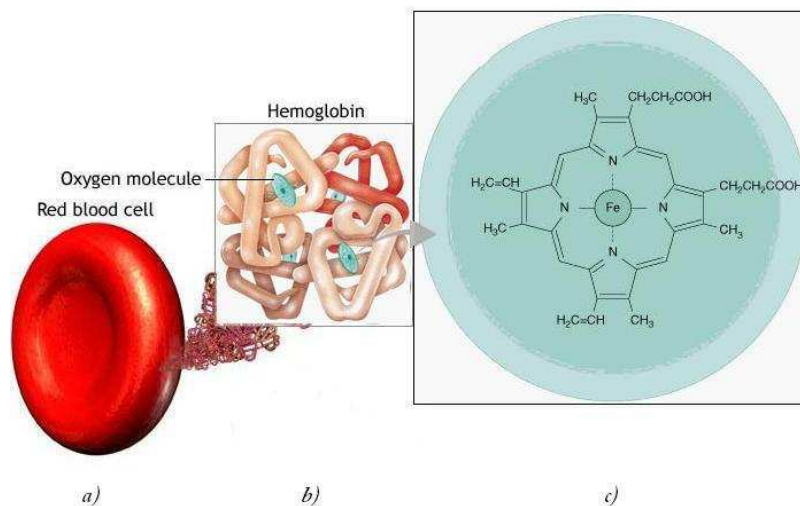 Hemoglobin
Oxygen molecule
Red blood cell
H₃C
CH₂CH₂COOH
H₂C=CH
CH₂CH₂COOH
N
N
Fe
N
H₃C
CH₃
N
H₂C=CH
CH₃
a)
b)
c)